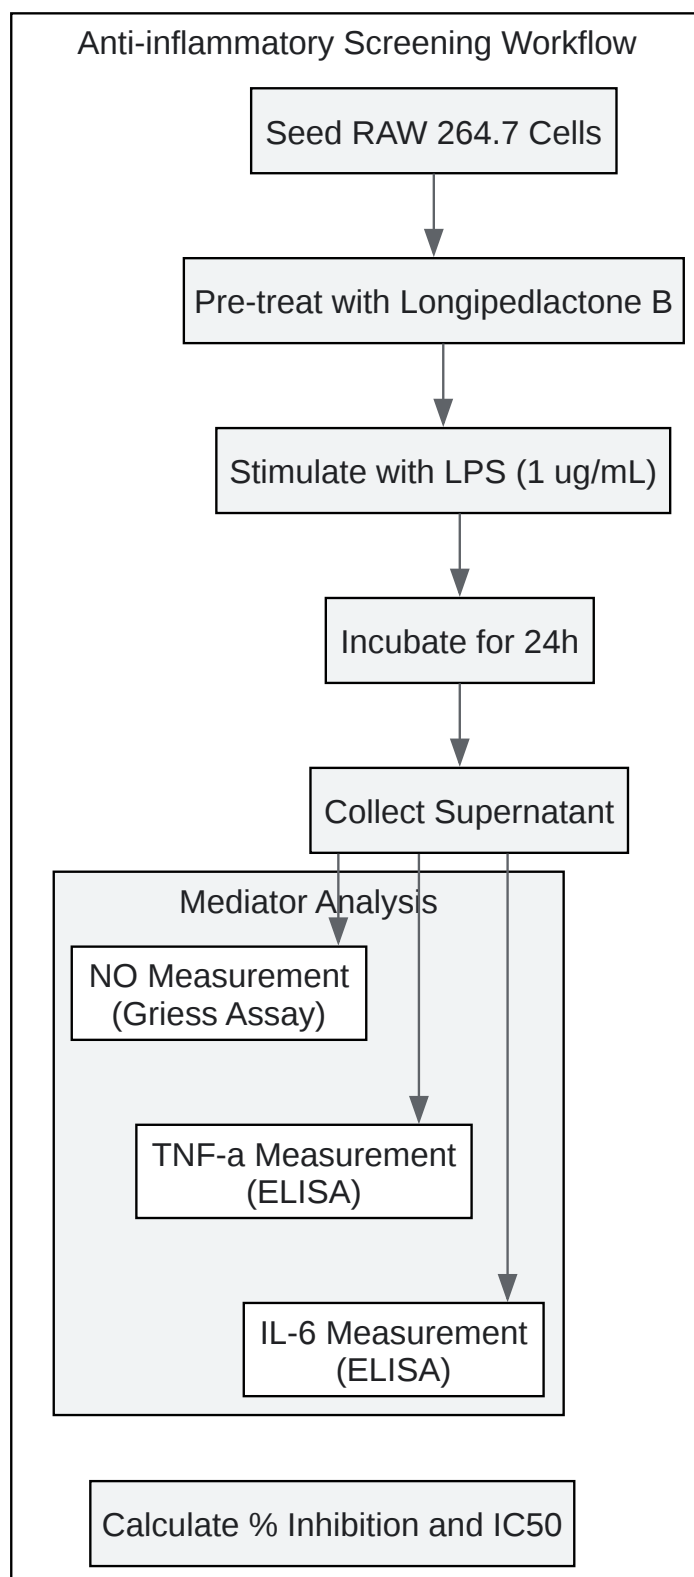 Anti-inflammatory Screening Workflow
Seed RAW 264.7 Cells
Pre-treat with Longipedlactone B
Stimulate with LPS (1 ug/mL)
Incubate for 24h
Collect Supernatant
Mediator Analysis
NO Measurement
(Griess Assay)
TNF-a Measurement
(ELISA)
IL-6 Measurement
(ELISA)
Calculate % Inhibition and IC50